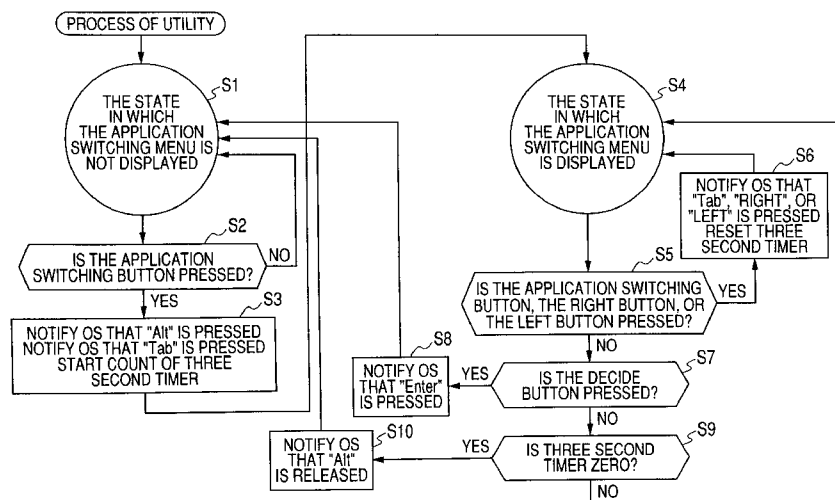 PROCESS OF UTILITY
S1
THE STATE
IN WHICH
THE APPLICATION
SWITCHING MENU IS
NOT DISPLAYED
S2
IS THE APPLICATION
SWITCHING BUTTON PRESSED?
NO
YES
S3
NOTIFY OS THAT "Alt" IS PRESSED
NOTIFY OS THAT "Tab" IS PRESSED
START COUNT OF THREE
SECOND TIMER
S4
THE STATE
IN WHICH
THE APPLICATION
SWITCHING MENU
IS DISPLAYED
S6
NOTIFY OS THAT
"Tab", "RIGHT", OR
"LEFT" IS PRESSED
RESET THREE
SECOND TIMER
S5
IS THE APPLICATION SWITCHING
BUTTON, THE RIGHT BUTTON, OR
THE LEFT BUTTON PRESSED?
YES
NO
S8
NOTIFY OS
THAT "Enter"
IS PRESSED
YES
S7
IS THE DECIDE
BUTTON PRESSED?
NO
S10
NOTIFY OS
THAT "Alt"
IS RELEASED
YES
S9
IS THREE SECOND
TIMER ZERO?
NO